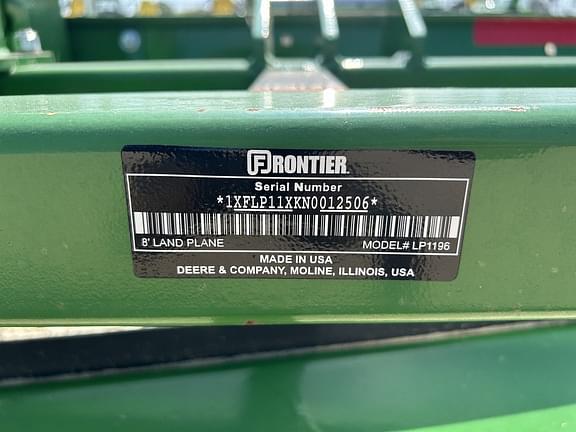 FRONTIER
Serial Number
*1XFLP11XKN0012506*
8' LAND PLANE MODEL# LP1196
MADE IN USA
DEERE & COMPANY, MOLINE, ILLINOIS, USA